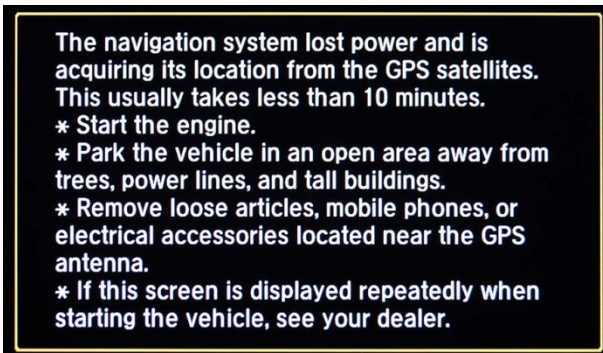 The navigation system lost power and is
acquiring its location from the GPS satellites.
This usually takes less than 10 minutes.
* Start the engine.
* Park the vehicle in an open area away from
trees, power lines, and tall buildings.
* Remove loose articles, mobile phones, or
electrical accessories located near the GPS
antenna.
* If this screen is displayed repeatedly when
starting the vehicle, see your dealer.